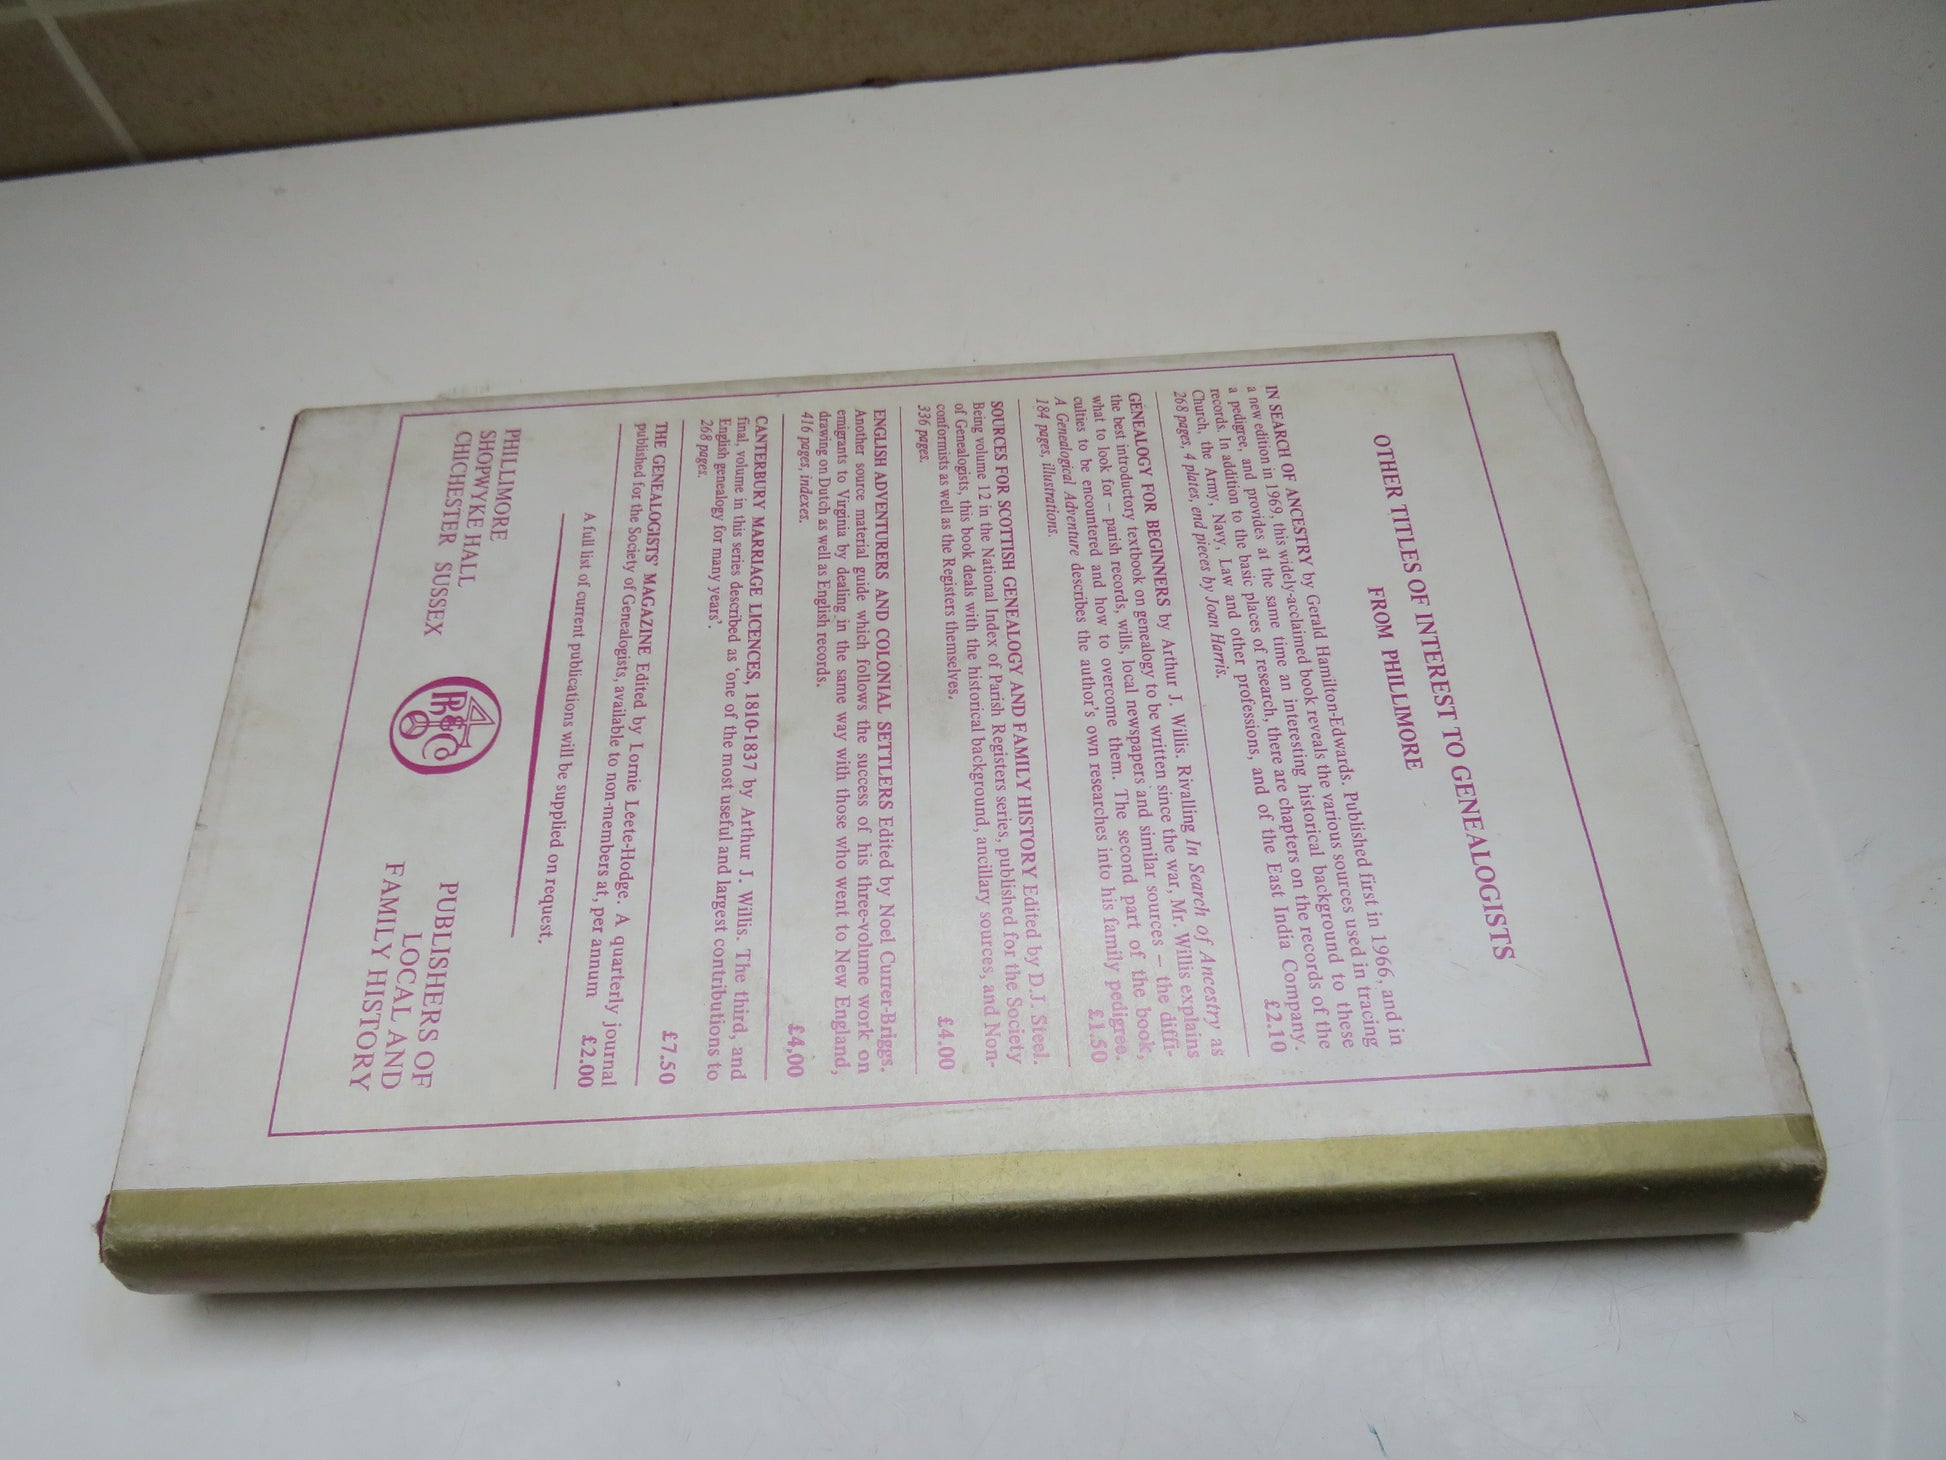 OTHER TITLES OF INTEREST TO GENEALOGISTS
FROM PHILLIMORE
IN SEARCH OF ANCESTRY by Gerald Hamilton-Edwards. Published first in 1966, and in
a new edition in 1969, this widely-acclaimed book reveals the various sources used in tracing
a pedigree, and provides at the same time an interesting historical background to these
records. In addition to the basic places of research, there are chapters on the records of the
Church, the Army, Navy, Law and other professions, and of the East India Company.
268 pages, 4 plates, end pieces by Joan Harris. £2.10
GENEALOGY FOR BEGINNERS by Arthur J. Willis. Rivalling In Search of Ancestry as
the best introductory textbook on genealogy to be written since the war, Mr. Willis explains
what to look for – parish records, wills, local newspapers and similar sources – the diffi-
culties to be encountered and how to overcome them. The second part of the book,
A Genealogical Adventure describes the author's own researches into his family pedigree.
184 pages, illustrations. £1.50
SOURCES FOR SCOTTISH GENEALOGY AND FAMILY HISTORY Edited by D.J. Steel.
Being volume 12 in the National Index of Parish Registers series, published for the Society
of Genealogists, this book deals with the historical background, ancillary sources, and Non-
conformists as well as the Registers themselves.
336 pages. £4.00
ENGLISH ADVENTURERS AND COLONIAL SETTLERS Edited by Noel Currer-Briggs.
Another source material guide which follows the success of his three-volume work on
emigrants to Virginia by dealing in the same way with those who went to New England,
drawing on Dutch as well as English records.
416 pages, indexes. £4,00
CANTERBURY MARRIAGE LICENCES, 1810-1837 by Arthur J. Willis. The third, and
final, volume in this series described as 'one of the most useful and largest contributions to
English genealogy for many years'.
268 pages. £7.50
THE GENEALOGISTS' MAGAZINE Edited by Lornie Leete-Hodge. A quarterly journal
published for the Society of Genealogists, available to non-members at, per annum £2.00
A full list of current publications will be supplied on request.
PHILLIMORE
SHOPWYKE HALL
CHICHESTER SUSSEX
P&Co
PUBLISHERS OF
LOCAL AND
FAMILY HISTORY